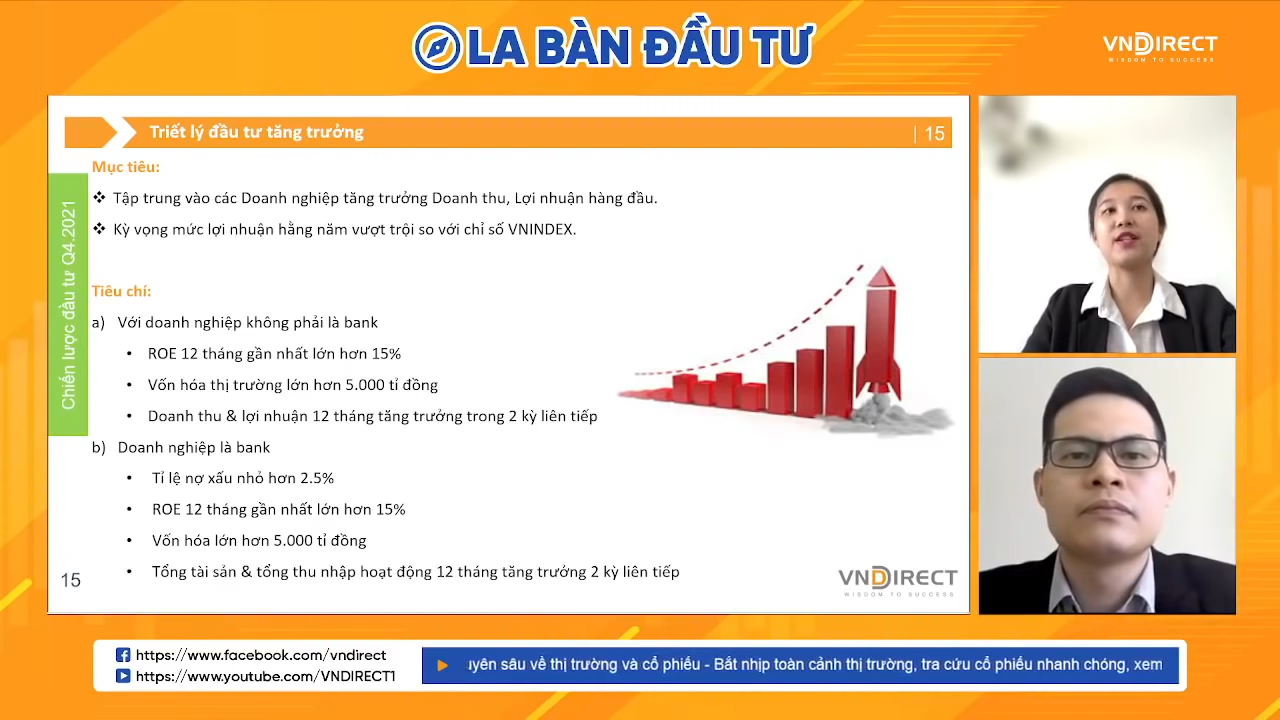 LA BÀN ĐẦU TƯ
VNDIRECT
WISDOM TO SUCCESS
Triết lý đầu tư tăng trưởng
| 15
Chiến lược đầu tư Q4.2021
Mục tiêu:
❖ Tập trung vào các Doanh nghiệp tăng trưởng Doanh thu, Lợi nhuận hàng đầu.
❖ Kỳ vọng mức lợi nhuận hằng năm vượt trội so với chỉ số VNINDEX.
Tiêu chí:
a) Với doanh nghiệp không phải là bank
• ROE 12 tháng gần nhất lớn hơn 15%
• Vốn hóa thị trường lớn hơn 5.000 tỉ đồng
• Doanh thu & lợi nhuận 12 tháng tăng trưởng trong 2 kỳ liên tiếp
b) Doanh nghiệp là bank
• Tỉ lệ nợ xấu nhỏ hơn 2.5%
• ROE 12 tháng gần nhất lớn hơn 15%
• Vốn hóa lớn hơn 5.000 tỉ đồng
• Tổng tài sản & tổng thu nhập hoạt động 12 tháng tăng trưởng 2 kỳ liên tiếp
15
VNDIRECT
WISDOM TO SUCCESS
https://www.facebook.com/vndirect
https://www.youtube.com/VNDIRECT1
uyên sâu về thị trường và cổ phiếu - Bắt nhịp toàn cảnh thị trường, tra cứu cổ phiếu nhanh chóng, xem